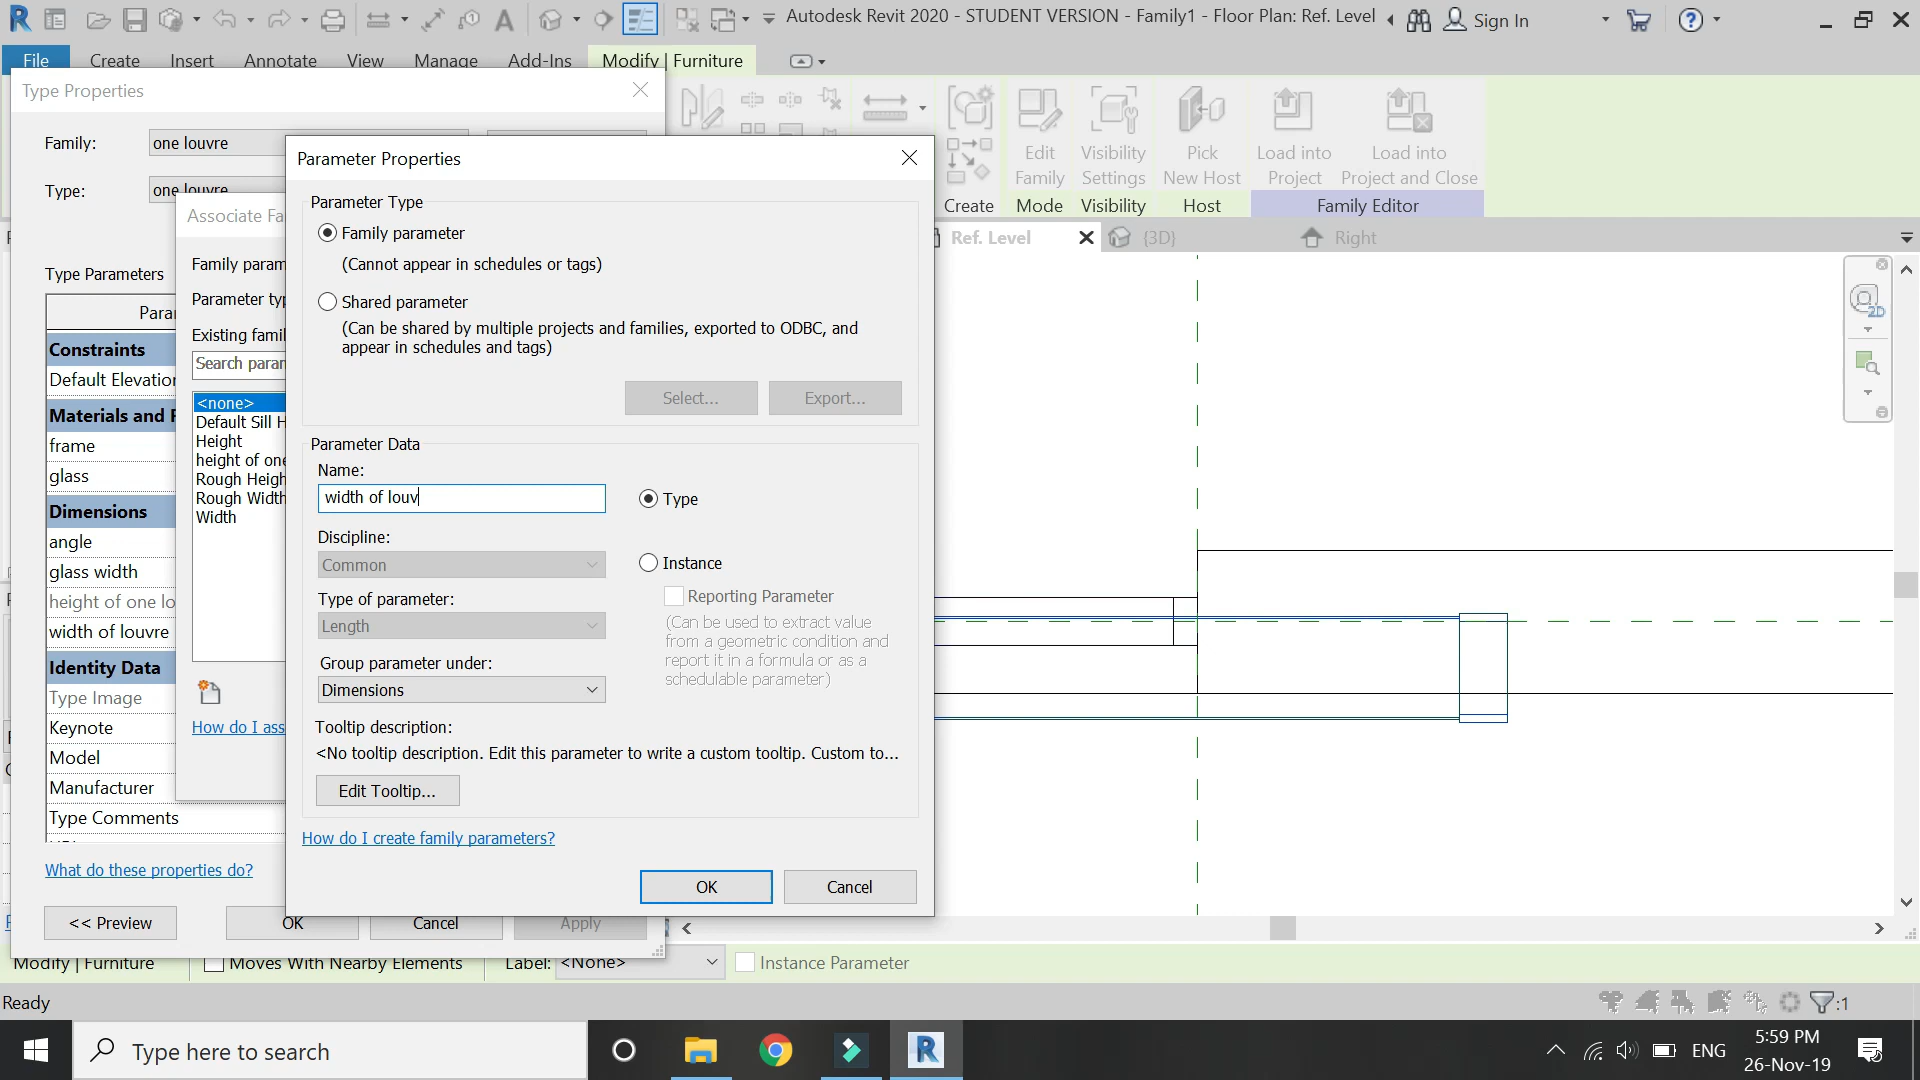 Autodesk Revit 2020 - STUDENT VERSION - Family1 - Floor Plan: Ref. Level
Sign In
File
Create
Insert
Annotate
View
Manage
Add-Ins
Modify | Furniture
Type Properties
Family:
one louvre
Type:
one louvre
Type Parameters
Para
Constraints
Default Elevation
Materials and F
frame
glass
Dimensions
angle
glass width
height of one lo
width of louvre
Identity Data
Type Image
Keynote
Model
Manufacturer
Type Comments
What do these properties do?
<< Preview
OK
Cancel
Apply
Associate Fa
Family param
Parameter typ
Existing famil
Search param
<none>
Default Sill H
Height
height of one
Rough Heigh
Rough Width
Width
How do I ass
Parameter Properties
Parameter Type
Family parameter
(Cannot appear in schedules or tags)
Shared parameter
(Can be shared by multiple projects and families, exported to ODBC, and
appear in schedules and tags)
Select...
Export...
Parameter Data
Name:
width of louv
Type
Discipline:
Common
Instance
Type of parameter:
Length
Reporting Parameter
(Can be used to extract value
from a geometric condition and
report it in a formula or as a
schedulable parameter)
Group parameter under:
Dimensions
Tooltip description:
<No tooltip description. Edit this parameter to write a custom tooltip. Custom to...
Edit Tooltip...
How do I create family parameters?
OK
Cancel
Edit
Family
Visibility
Settings
Pick
New Host
Load into
Project
Load into
Project and Close
Create
Mode
Visibility
Host
Family Editor
Ref. Level
{3D}
Right
2D
Modify | Furniture
Moves With Nearby Elements
Label:
<None>
Instance Parameter
Ready
:1
Type here to search
ENG
5:59 PM
26-Nov-19